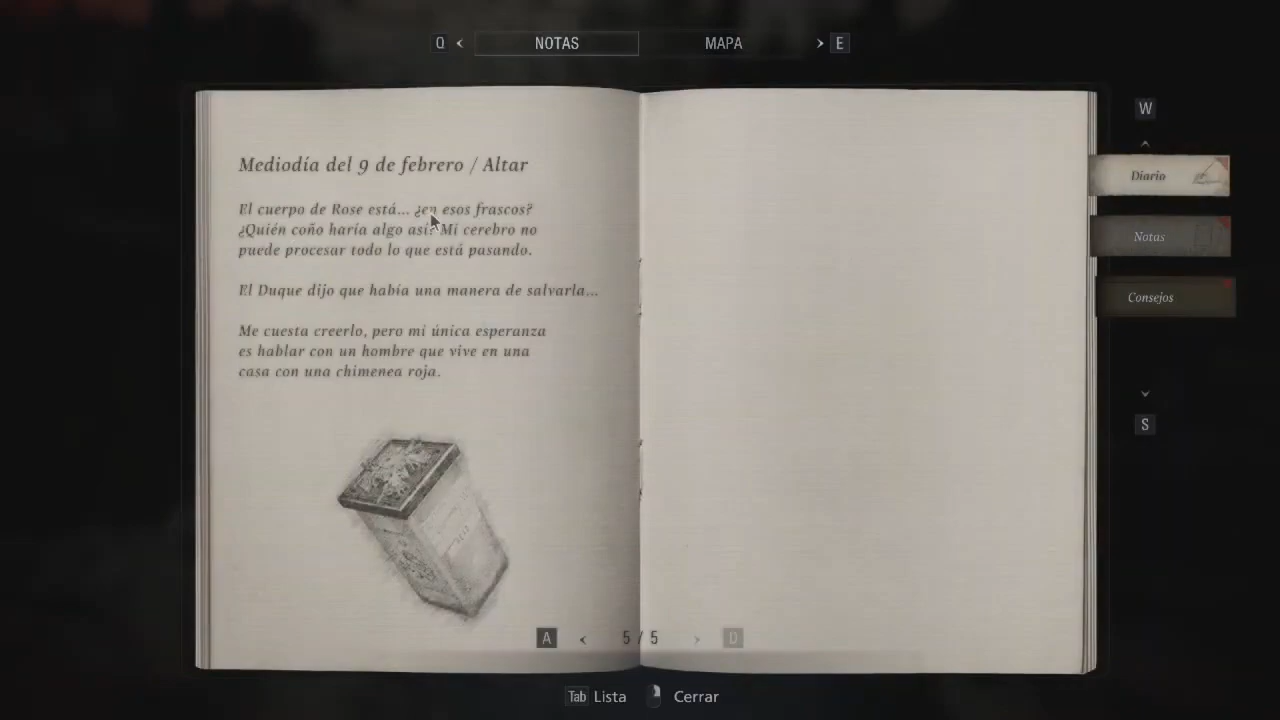 Q < NOTAS MAPA > E
Mediodía del 9 de febrero / Altar
El cuerpo de Rose está... ¿en esos frascos?
¿Quién coño haría algo así? Mi cerebro no
puede procesar todo lo que está pasando.
El Duque dijo que había una manera de salvarla...
Me cuesta creerlo, pero mi única esperanza
es hablar con un hombre que vive en una
casa con una chimenea roja.
W
Diario
Notas
Consejos
S
A < 5 / 5 > D
Tab Lista Cerrar